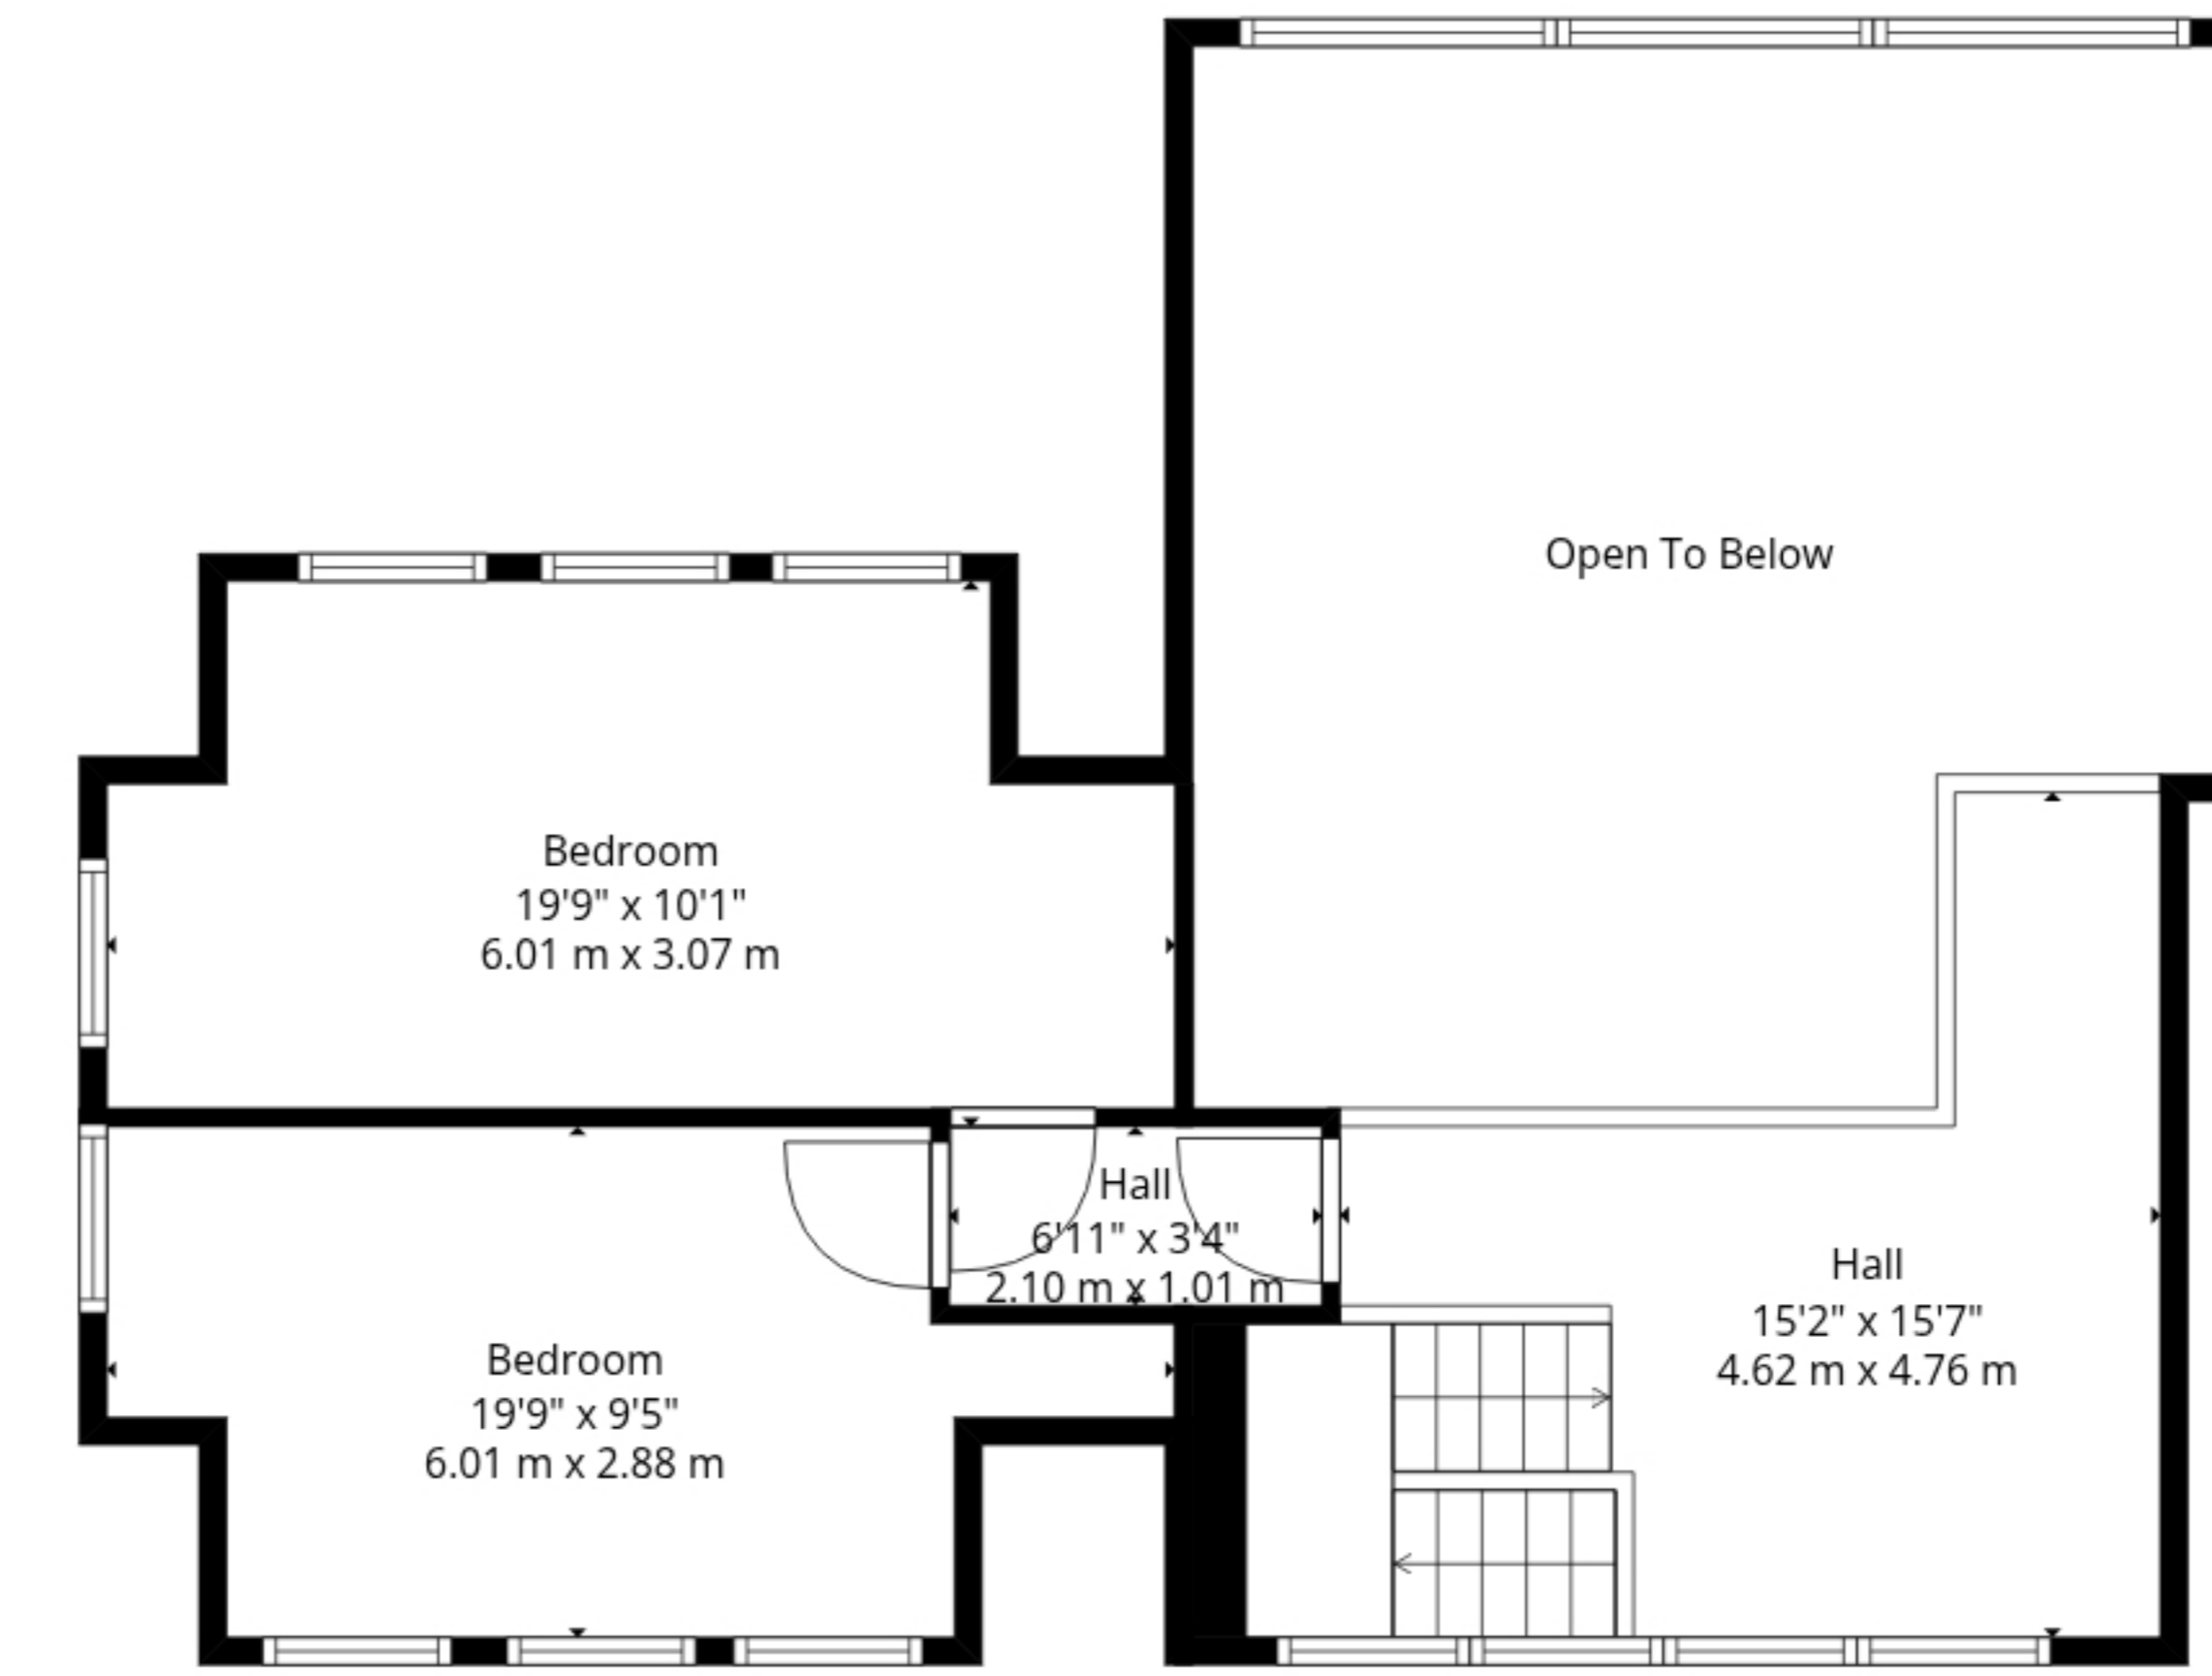 Open To Below
Bedroom
19'9" x 10'1"
6.01 m x 3.07 m
Hall
6'11" x 3'4"
2.10 m x 1.01 m
Hall
15'2" x 15'7"
4.62 m x 4.76 m
Bedroom
19'9" x 9'5"
6.01 m x 2.88 m